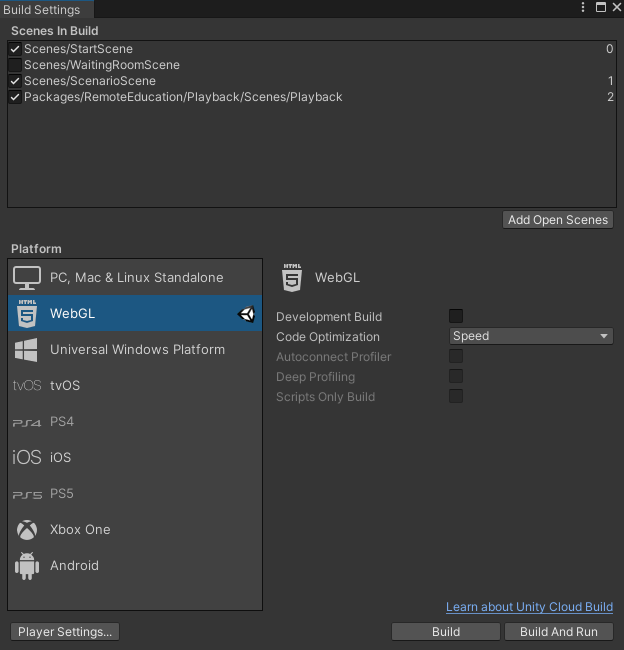 Build Settings
Scenes In Build
Scenes/StartScene 0
Scenes/WaitingRoomScene
Scenes/ScenarioScene 1
Packages/RemoteEducation/Playback/Scenes/Playback 2
Add Open Scenes
Platform
PC, Mac & Linux Standalone
HTML 5 WebGL
Universal Windows Platform
tvOS tvOS
PS4 PS4
iOS iOS
PS5 PS5
Xbox One
Android
HTML 5 WebGL
Development Build
Code Optimization Speed
Autoconnect Profiler
Deep Profiling
Scripts Only Build
Learn about Unity Cloud Build
Player Settings... Build Build And Run